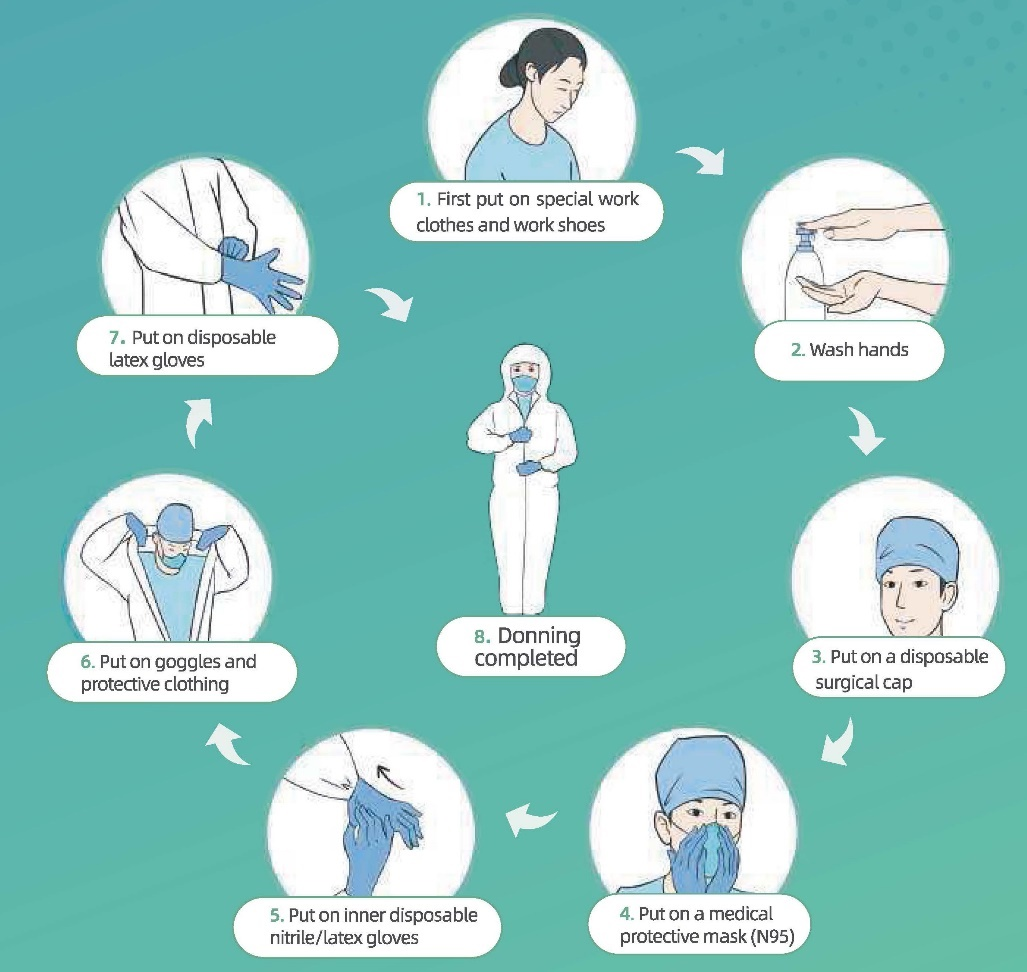 1. First put on special work
clothes and work shoes
2. Wash hands
3. Put on a disposable
surgical cap
4. Put on a medical
protective mask (N95)
5. Put on inner disposable
nitrile/latex gloves
6. Put on goggles and
protective clothing
7. Put on disposable
latex gloves
8. Donning
completed